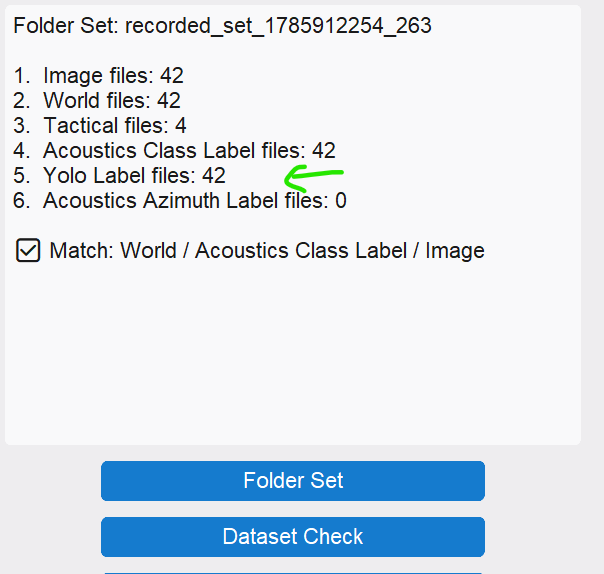 Folder Set: recorded_set_1785912254_263
1. Image files: 42
2. World files: 42
3. Tactical files: 4
4. Acoustics Class Label files: 42
5. Yolo Label files: 42
6. Acoustics Azimuth Label files: 0
Match: World / Acoustics Class Label / Image
Folder Set
Dataset Check